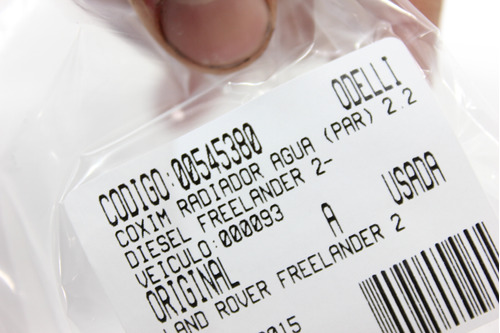 ODELLI
CODIGO:00545380
COXIM RADIADOR AGUA (PAR) 2.2
DIESEL FREELANDER 2-
VEICULO:000093 A USADA
ORIGINAL
LAND ROVER FREELANDER 2
2015